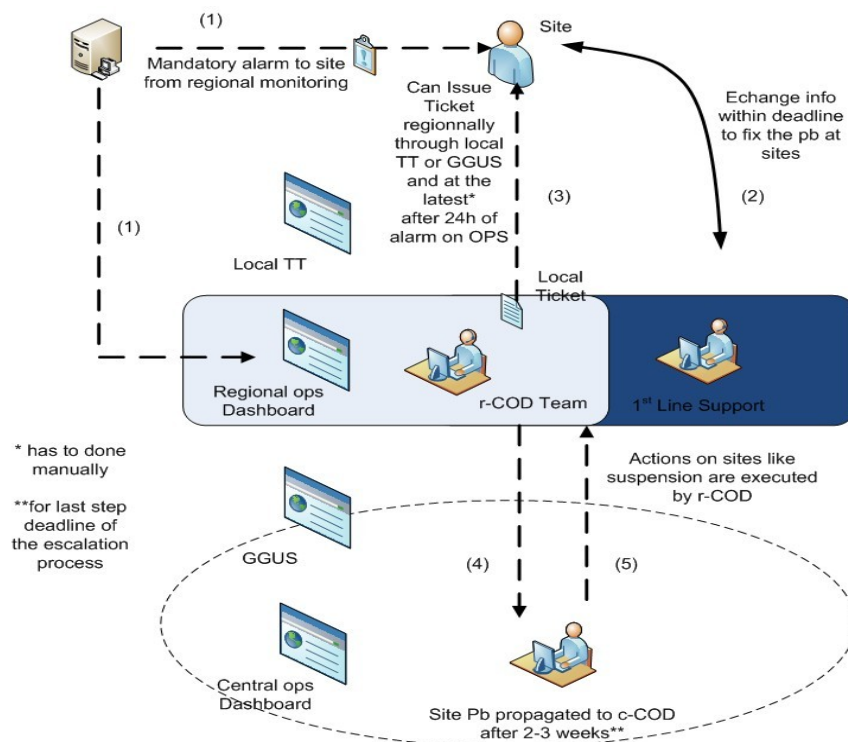 (1)
Site
Mandatory alarm to site
from regional monitoring
Can Issue
Ticket
regionnally
through local
TT or GGUS
and at the
latest*
after 24h of
alarm on OPS
Echange info
within deadline
to fix the pb at
sites
(1)
(3)
(2)
Local TT
Local
Ticket
Regional ops
Dashboard
r-COD Team
1st Line Support
* has to done
manually
**for last step
deadline of
the escalation
process
Actions on sites like
suspension are executed
by r-COD
GGUS
(4)
(5)
Central ops
Dashboard
Site Pb propagated to c-COD
after 2-3 weeks**